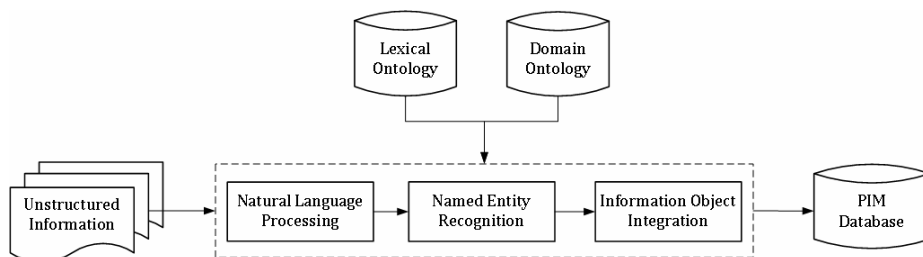 Lexical
Ontology
Domain
Ontology
Unstructured
Information
Natural Language
Processing
Named Entity
Recognition
Information Object
Integration
PIM
Database